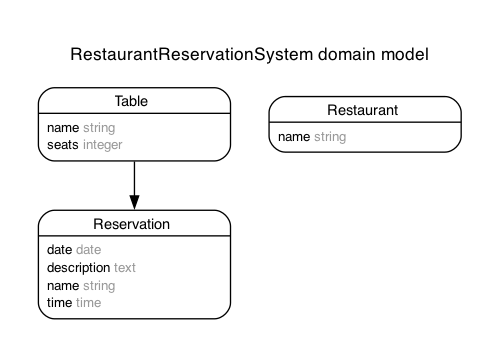 RestaurantReservationSystem domain model
Table
name string
seats integer
Restaurant
name string
Reservation
date date
description text
name string
time time